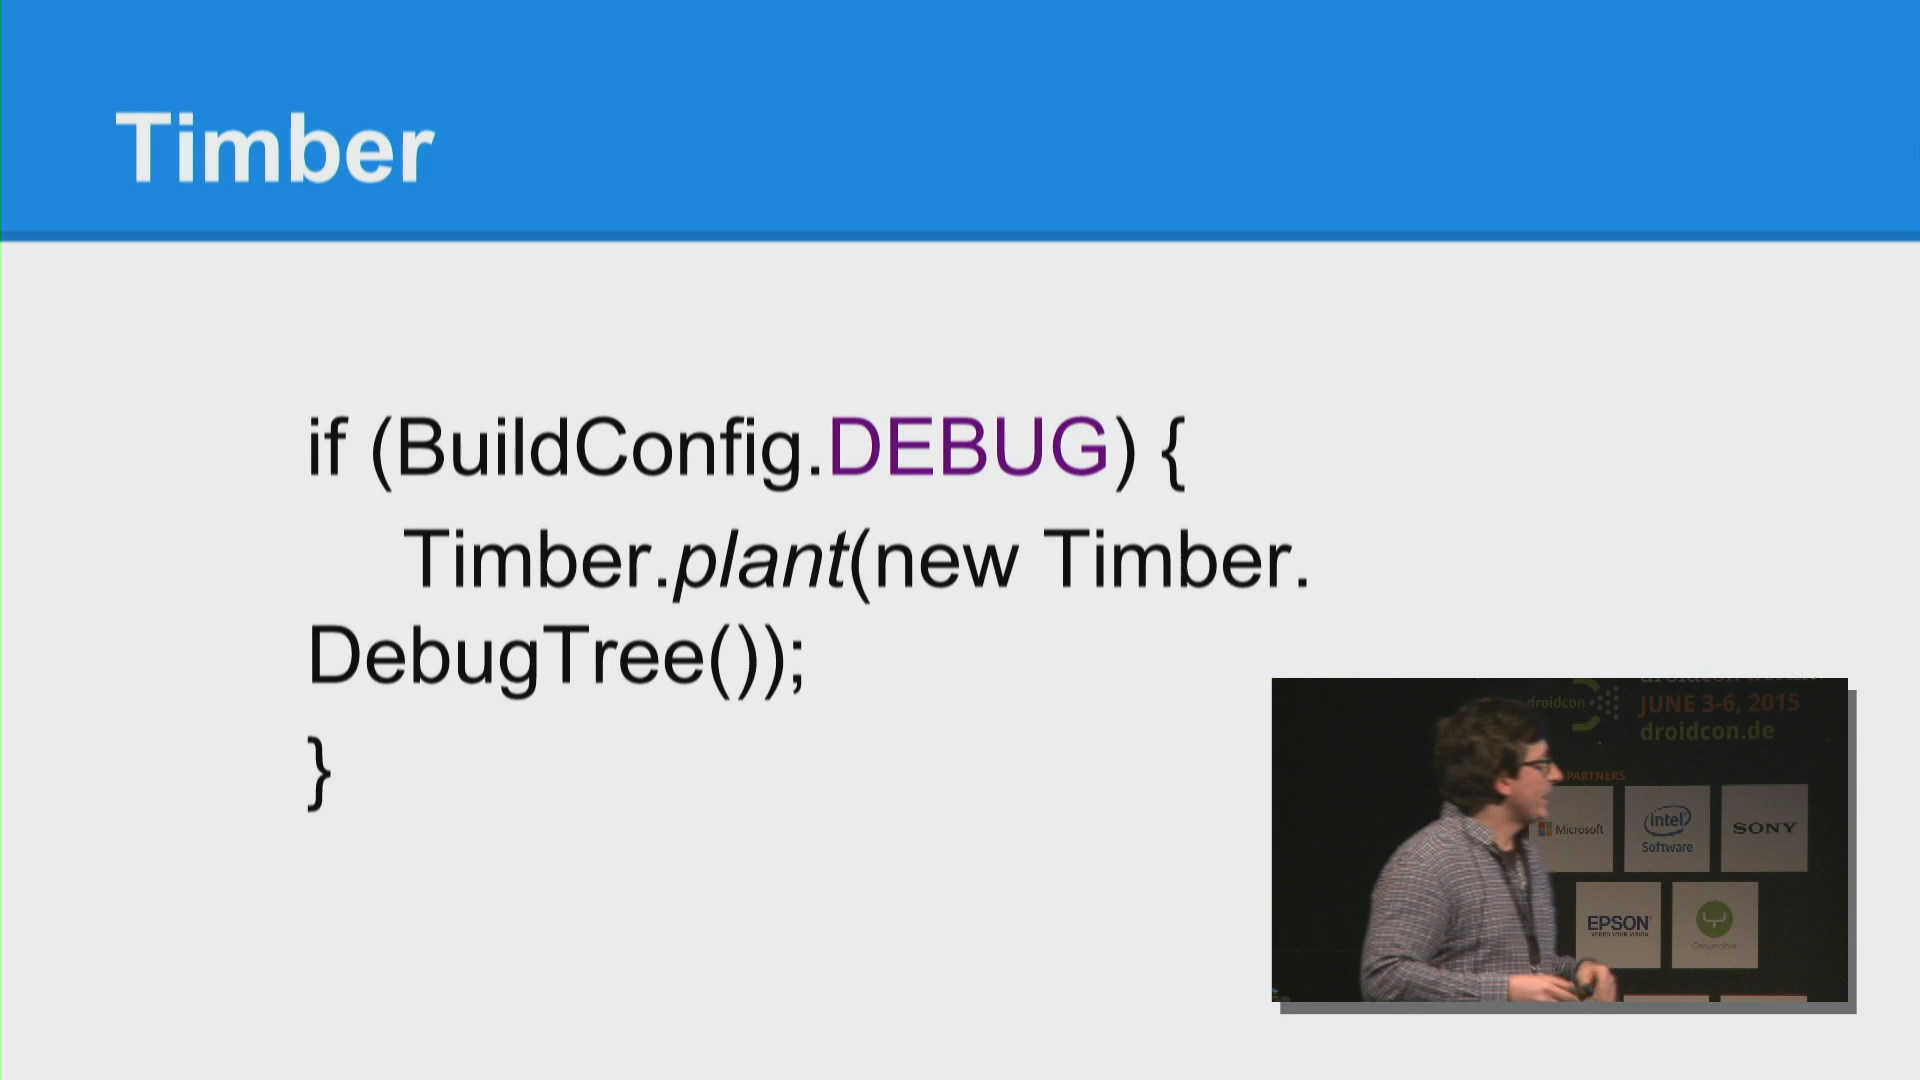 Timber
if (BuildConfig.DEBUG) {
Timber.plant(new Timber.
DebugTree());
}
droidcon
JUNE 3-6, 2015
droidcon.de
PARTNERS
Microsoft
intel
Software
SONY
EPSON
Genymobile